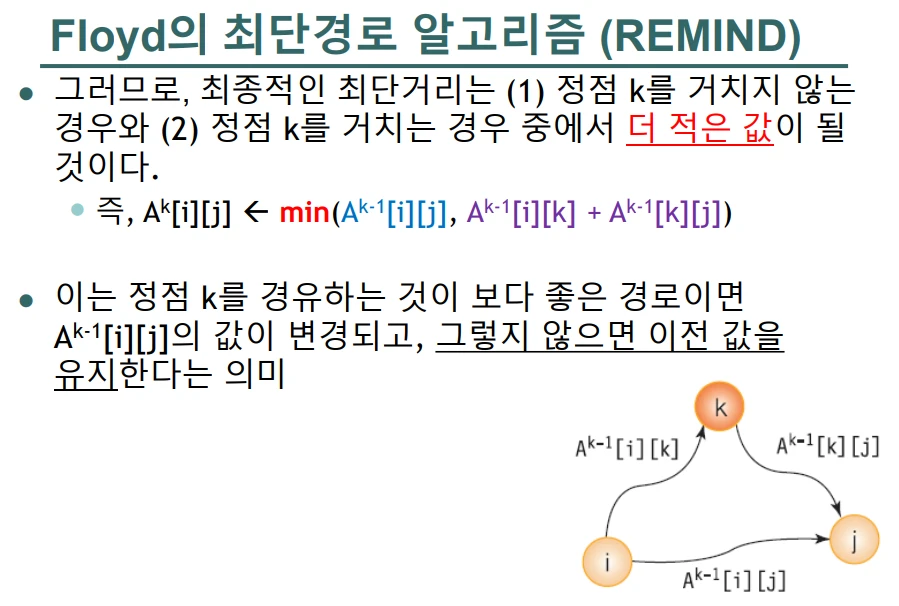 Floyd의 최단경로 알고리즘 (REMIND)
● 그러므로, 최종적인 최단거리는 (1) 정점 k를 거치지 않는
경우와 (2) 정점 k를 거치는 경우 중에서 더 적은 값이 될
것이다.
● 즉, Aᵏ[i][j] ← min(Aᵏ⁻¹[i][j], Aᵏ⁻¹[i][k] + Aᵏ⁻¹[k][j])
● 이는 정점 k를 경유하는 것이 보다 좋은 경로이면
Aᵏ⁻¹[i][j]의 값이 변경되고, 그렇지 않으면 이전 값을
유지한다는 의미
k
Aᵏ⁻¹[i][k]
Aᵏ⁻¹[k][j]
i
j
Aᵏ⁻¹[i][j]